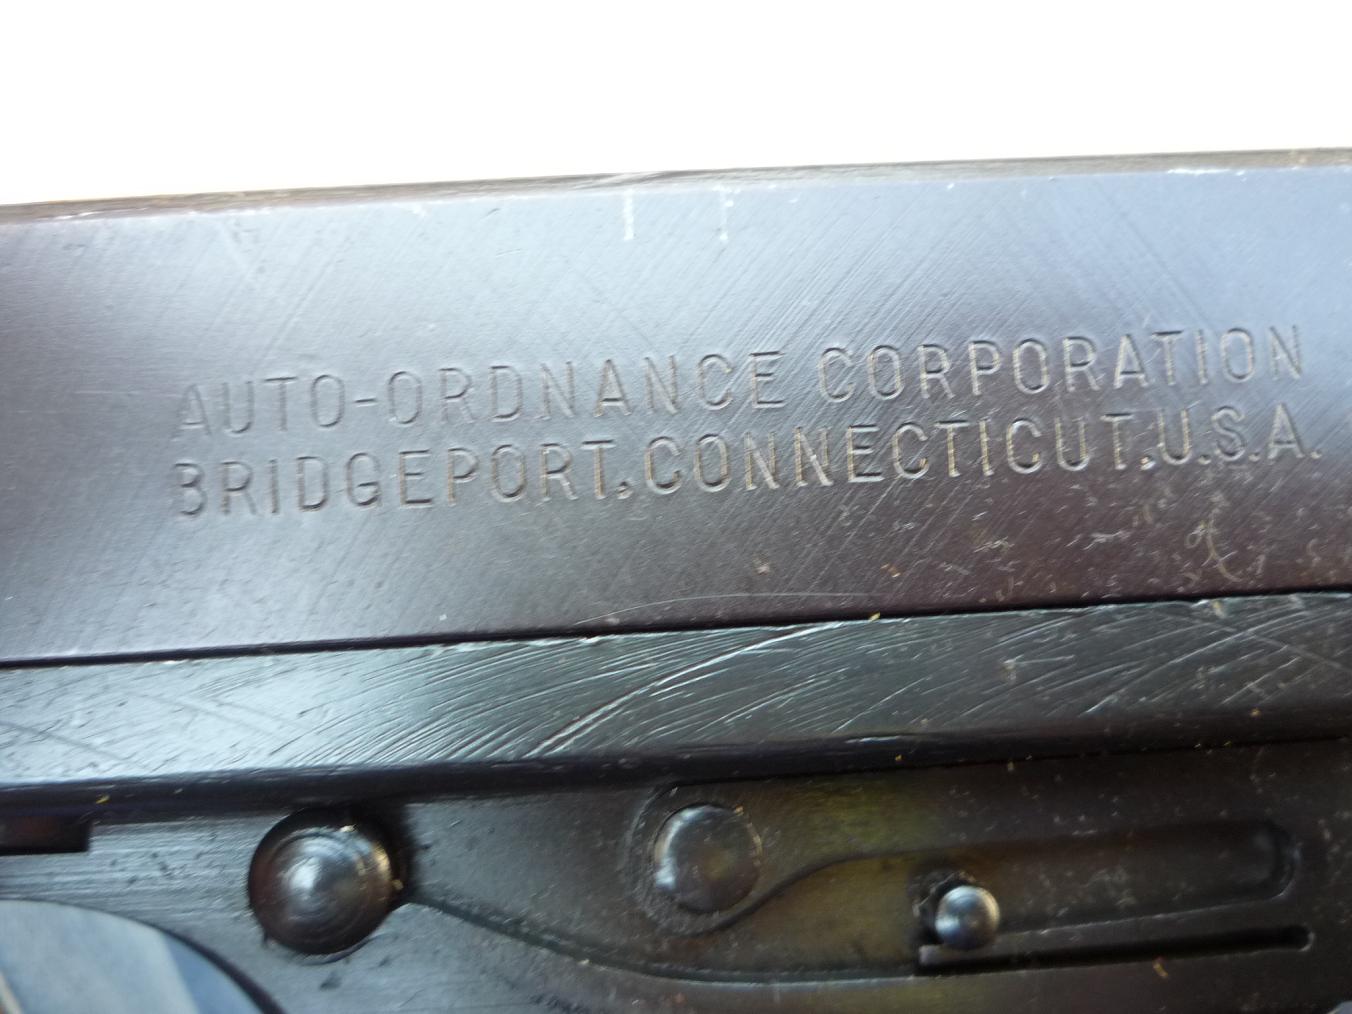 AUTO-ORDNANCE CORPORATION
BRIDGEPORT, CONNECTICUT, U.S.A.